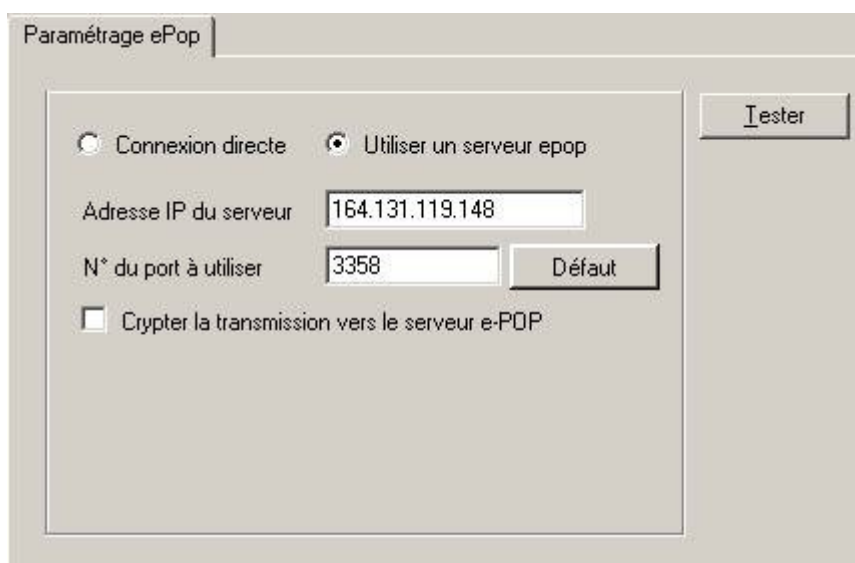 Paramétrage ePop
Tester
Connexion directe Utiliser un serveur epop
Adresse IP du serveur 164.131.119.148
N° du port à utiliser 3358 Défaut
Crypter la transmission vers le serveur e-POP